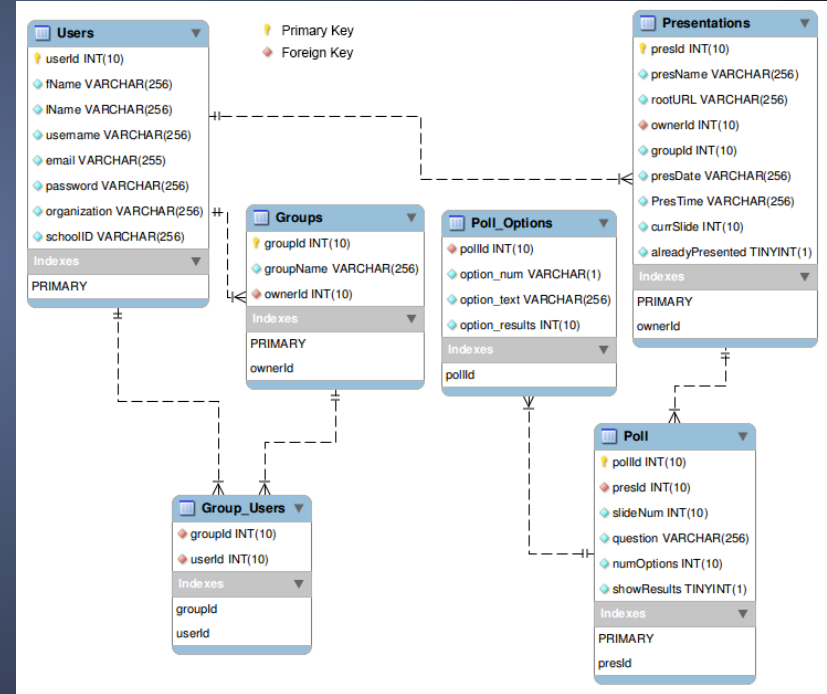 Users
userId INT(10)
fName VARCHAR(256)
lName VARCHAR(256)
username VARCHAR(256)
email VARCHAR(255)
password VARCHAR(256)
organization VARCHAR(256)
schoolID VARCHAR(256)
Indexes
PRIMARY
Primary Key
Foreign Key
Presentations
presId INT(10)
presName VARCHAR(256)
rootURL VARCHAR(256)
ownerId INT(10)
groupId INT(10)
presDate VARCHAR(256)
PresTime VARCHAR(256)
currSlide INT(10)
alreadyPresented TINYINT(1)
Indexes
PRIMARY
ownerId
Groups
groupId INT(10)
groupName VARCHAR(256)
ownerId INT(10)
Indexes
PRIMARY
ownerId
Poll_Options
pollId INT(10)
option_num VARCHAR(1)
option_text VARCHAR(256)
option_results INT(10)
Indexes
pollId
Group_Users
groupId INT(10)
userId INT(10)
Indexes
groupId
userId
Poll
pollId INT(10)
presId INT(10)
slideNum INT(10)
question VARCHAR(256)
numOptions INT(10)
showResults TINYINT(1)
Indexes
PRIMARY
presId